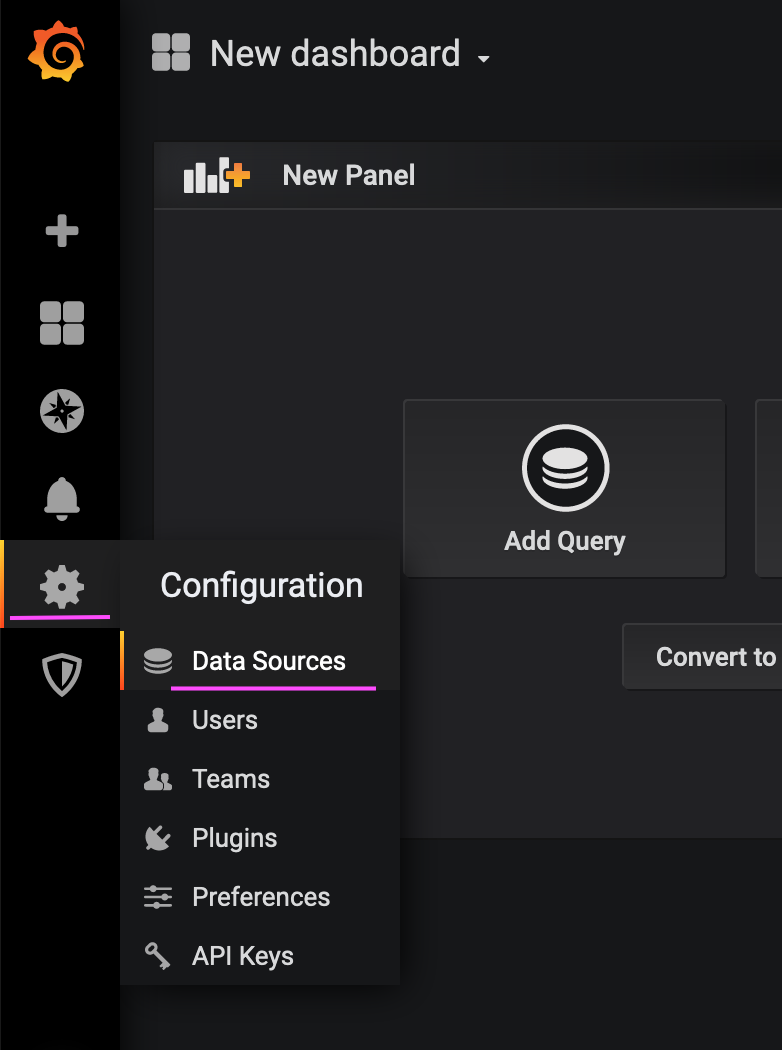 New dashboard
New Panel
Add Query
Convert to
Configuration
Data Sources
Users
Teams
Plugins
Preferences
API Keys